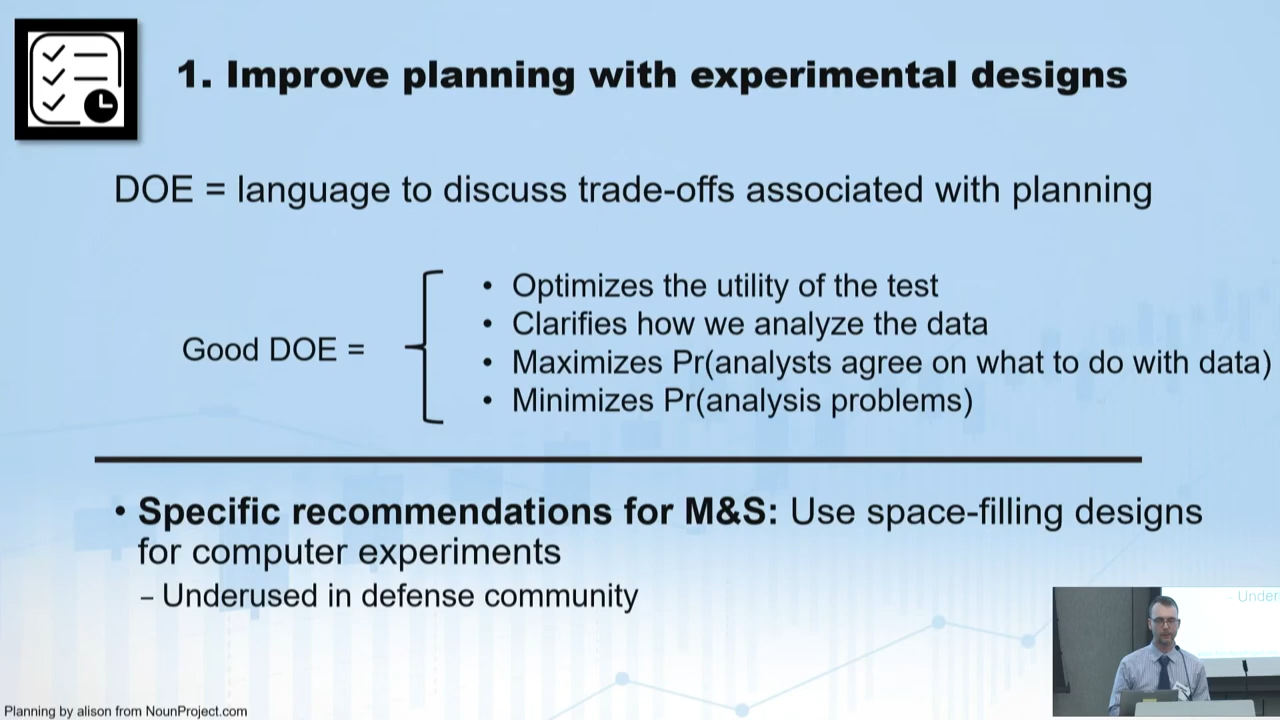 1. Improve planning with experimental designs
DOE = language to discuss trade-offs associated with planning
Good DOE =
• Optimizes the utility of the test
• Clarifies how we analyze the data
• Maximizes Pr(analysts agree on what to do with data)
• Minimizes Pr(analysis problems)
• Specific recommendations for M&S: Use space-filling designs
for computer experiments
– Underused in defense community
- Under
Planning by alison from NounProject.com